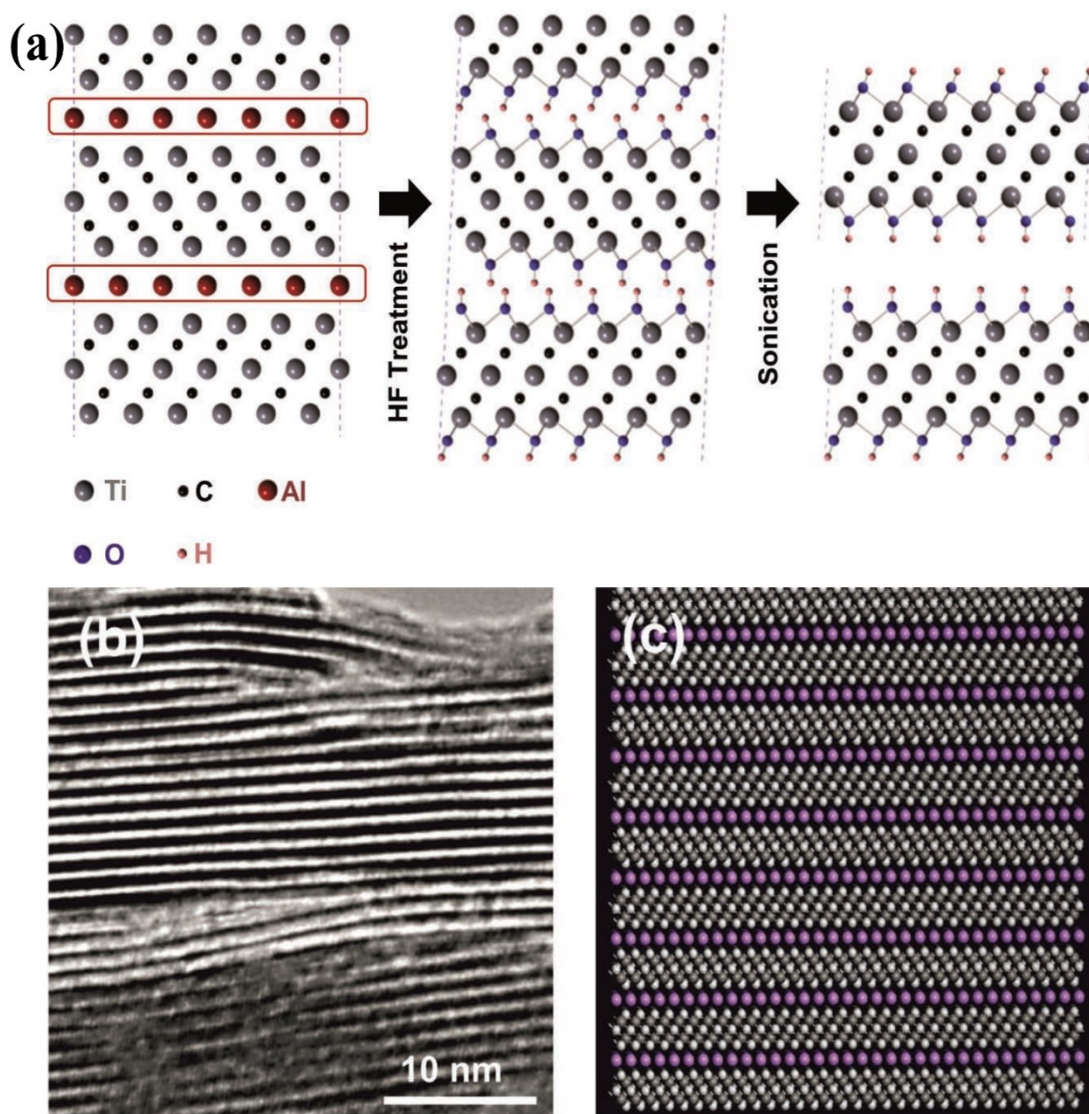 (a)
HF Treatment
Sonication
Ti C Al
O H
(b)
10 nm
(c)